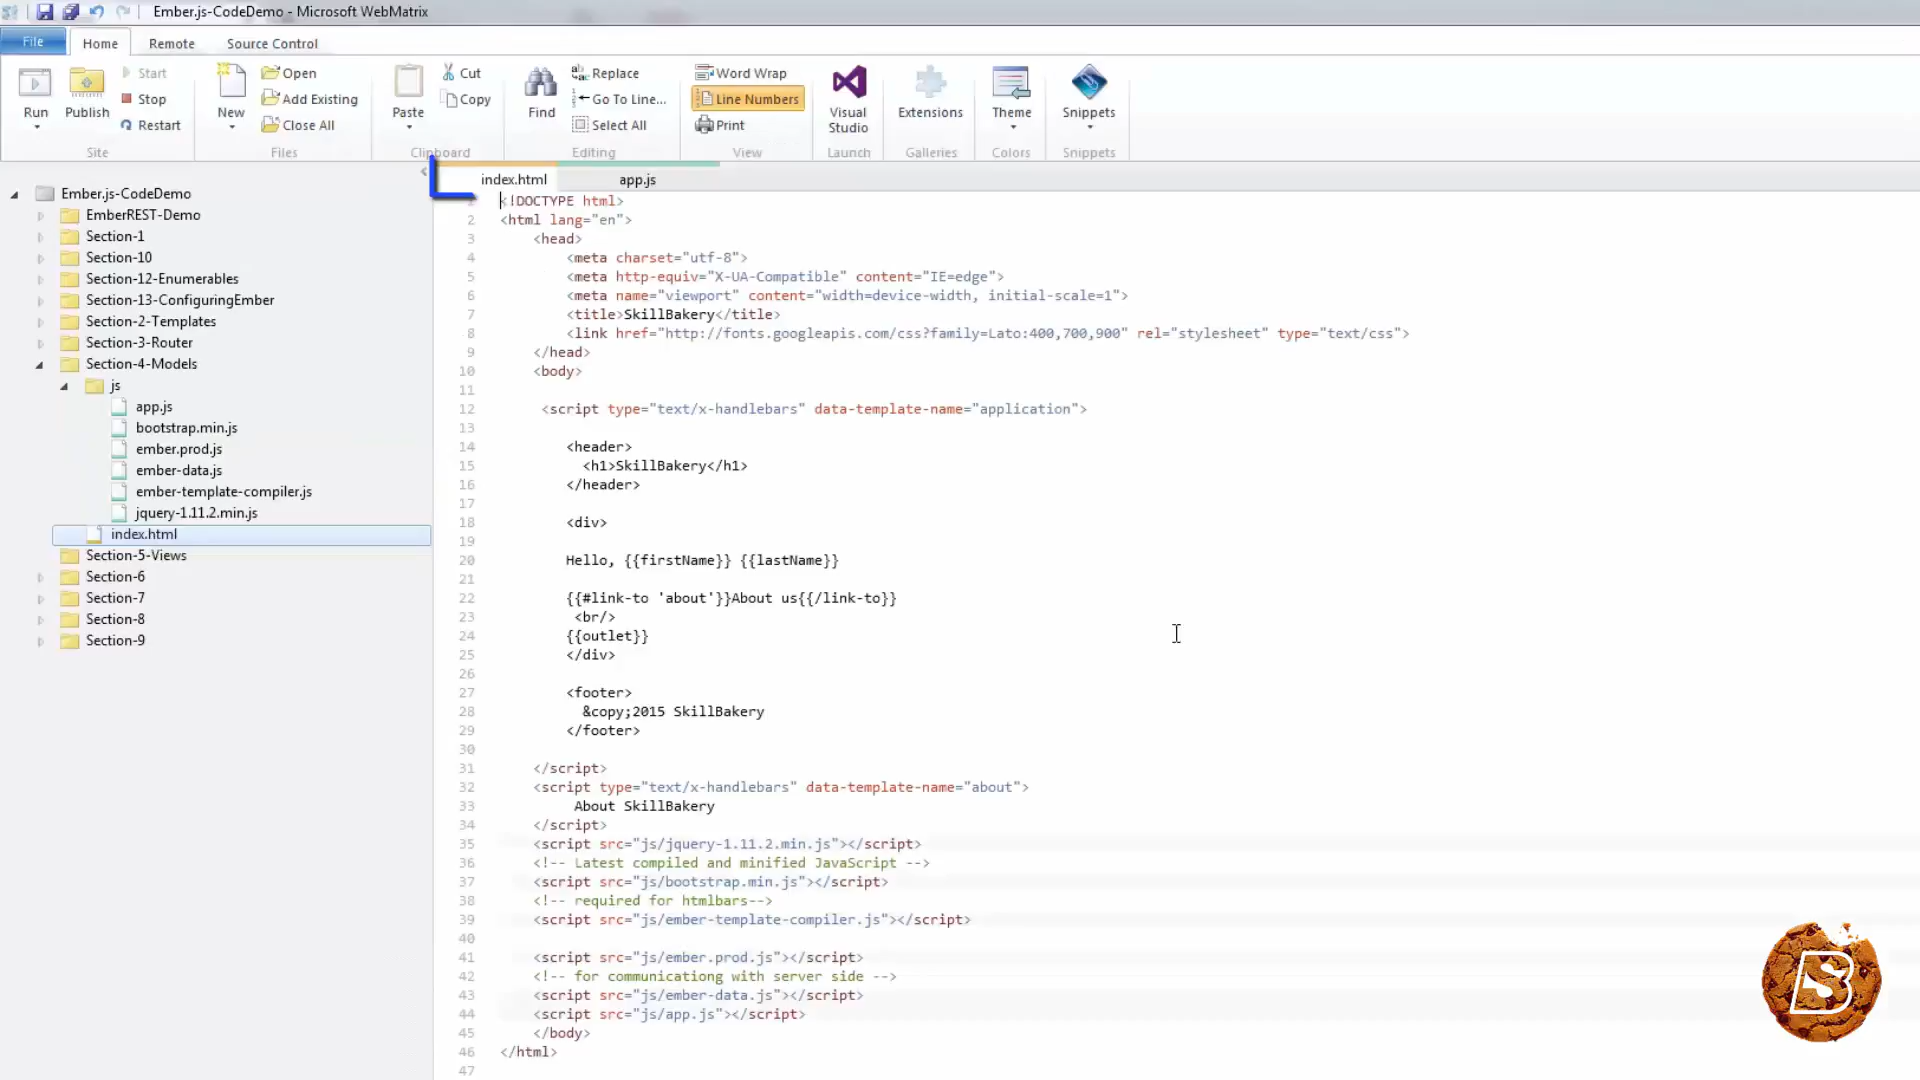 Ember.js-CodeDemo - Microsoft WebMatrix
File Home Remote Source Control
Run
Publish
Start
Stop
Restart
Site
New
Open
Add Existing
Close All
Files
Paste
Cut
Copy
Clipboard
Find
Replace
Go To Line...
Select All
Editing
Word Wrap
Line Numbers
Print
View
Visual Studio
Launch
Extensions
Galleries
Theme
Colors
Snippets
Snippets
Ember.js-CodeDemo
EmberREST-Demo
Section-1
Section-10
Section-12-Enumerables
Section-13-ConfiguringEmber
Section-2-Templates
Section-3-Router
Section-4-Models
js
app.js
bootstrap.min.js
ember.prod.js
ember-data.js
ember-template-compiler.js
jquery-1.11.2.min.js
index.html
Section-5-Views
Section-6
Section-7
Section-8
Section-9
index.html app.js
1 <!DOCTYPE html>
2 <html lang="en">
3 <head>
4 <meta charset="utf-8">
5 <meta http-equiv="X-UA-Compatible" content="IE=edge">
6 <meta name="viewport" content="width=device-width, initial-scale=1">
7 <title>SkillBakery</title>
8 <link href="http://fonts.googleapis.com/css?family=Lato:400,700,900" rel="stylesheet" type="text/css">
9 </head>
10 <body>
11
12 <script type="text/x-handlebars" data-template-name="application">
13
14 <header>
15 <h1>SkillBakery</h1>
16 </header>
17
18 <div>
19
20 Hello, {{firstName}} {{lastName}}
21
22 {{#link-to 'about'}}About us{{/link-to}}
23 <br/>
24 {{outlet}}
25 </div>
26
27 <footer>
28 &copy;2015 SkillBakery
29 </footer>
30
31 </script>
32 <script type="text/x-handlebars" data-template-name="about">
33 About SkillBakery
34 </script>
35 <script src="js/jquery-1.11.2.min.js"></script>
36 <!-- Latest compiled and minified JavaScript -->
37 <script src="js/bootstrap.min.js"></script>
38 <!-- required for htmlbars-->
39 <script src="js/ember-template-compiler.js"></script>
40
41 <script src="js/ember.prod.js"></script>
42 <!-- for communicationg with server side -->
43 <script src="js/ember-data.js"></script>
44 <script src="js/app.js"></script>
45 </body>
46 </html>
47